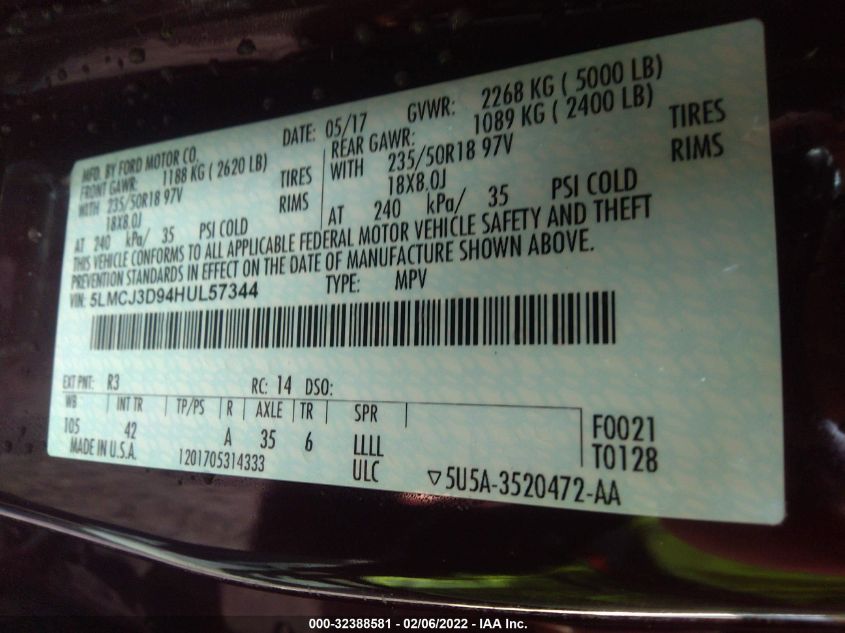 MFD. BY FORD MOTOR CO. DATE: 05/17 GVWR: 2268 KG ( 5000 LB)
FRONT GAWR: 1188 KG ( 2620 LB) REAR GAWR: 1089 KG ( 2400 LB)
WITH 235/50R18 97V TIRES WITH 235/50R18 97V TIRES
18X8.0J RIMS 18X8.0J RIMS
AT 240 kPa/ 35 PSI COLD AT 240 kPa/ 35 PSI COLD
THIS VEHICLE CONFORMS TO ALL APPLICABLE FEDERAL MOTOR VEHICLE SAFETY AND THEFT
PREVENTION STANDARDS IN EFFECT ON THE DATE OF MANUFACTURE SHOWN ABOVE.
VIN: 5LMCJ3D94HUL57344 TYPE: MPV
EXT PNT: R3 RC: 14 DSO:
WB INT TR TP/PS R AXLE TR SPR
105 42 A 35 6 LLLL F0021
MADE IN U.S.A. 1201705314333 ULC T0128
▽5U5A-3520472-AA
000-32388581 - 02/06/2022 - IAA Inc.